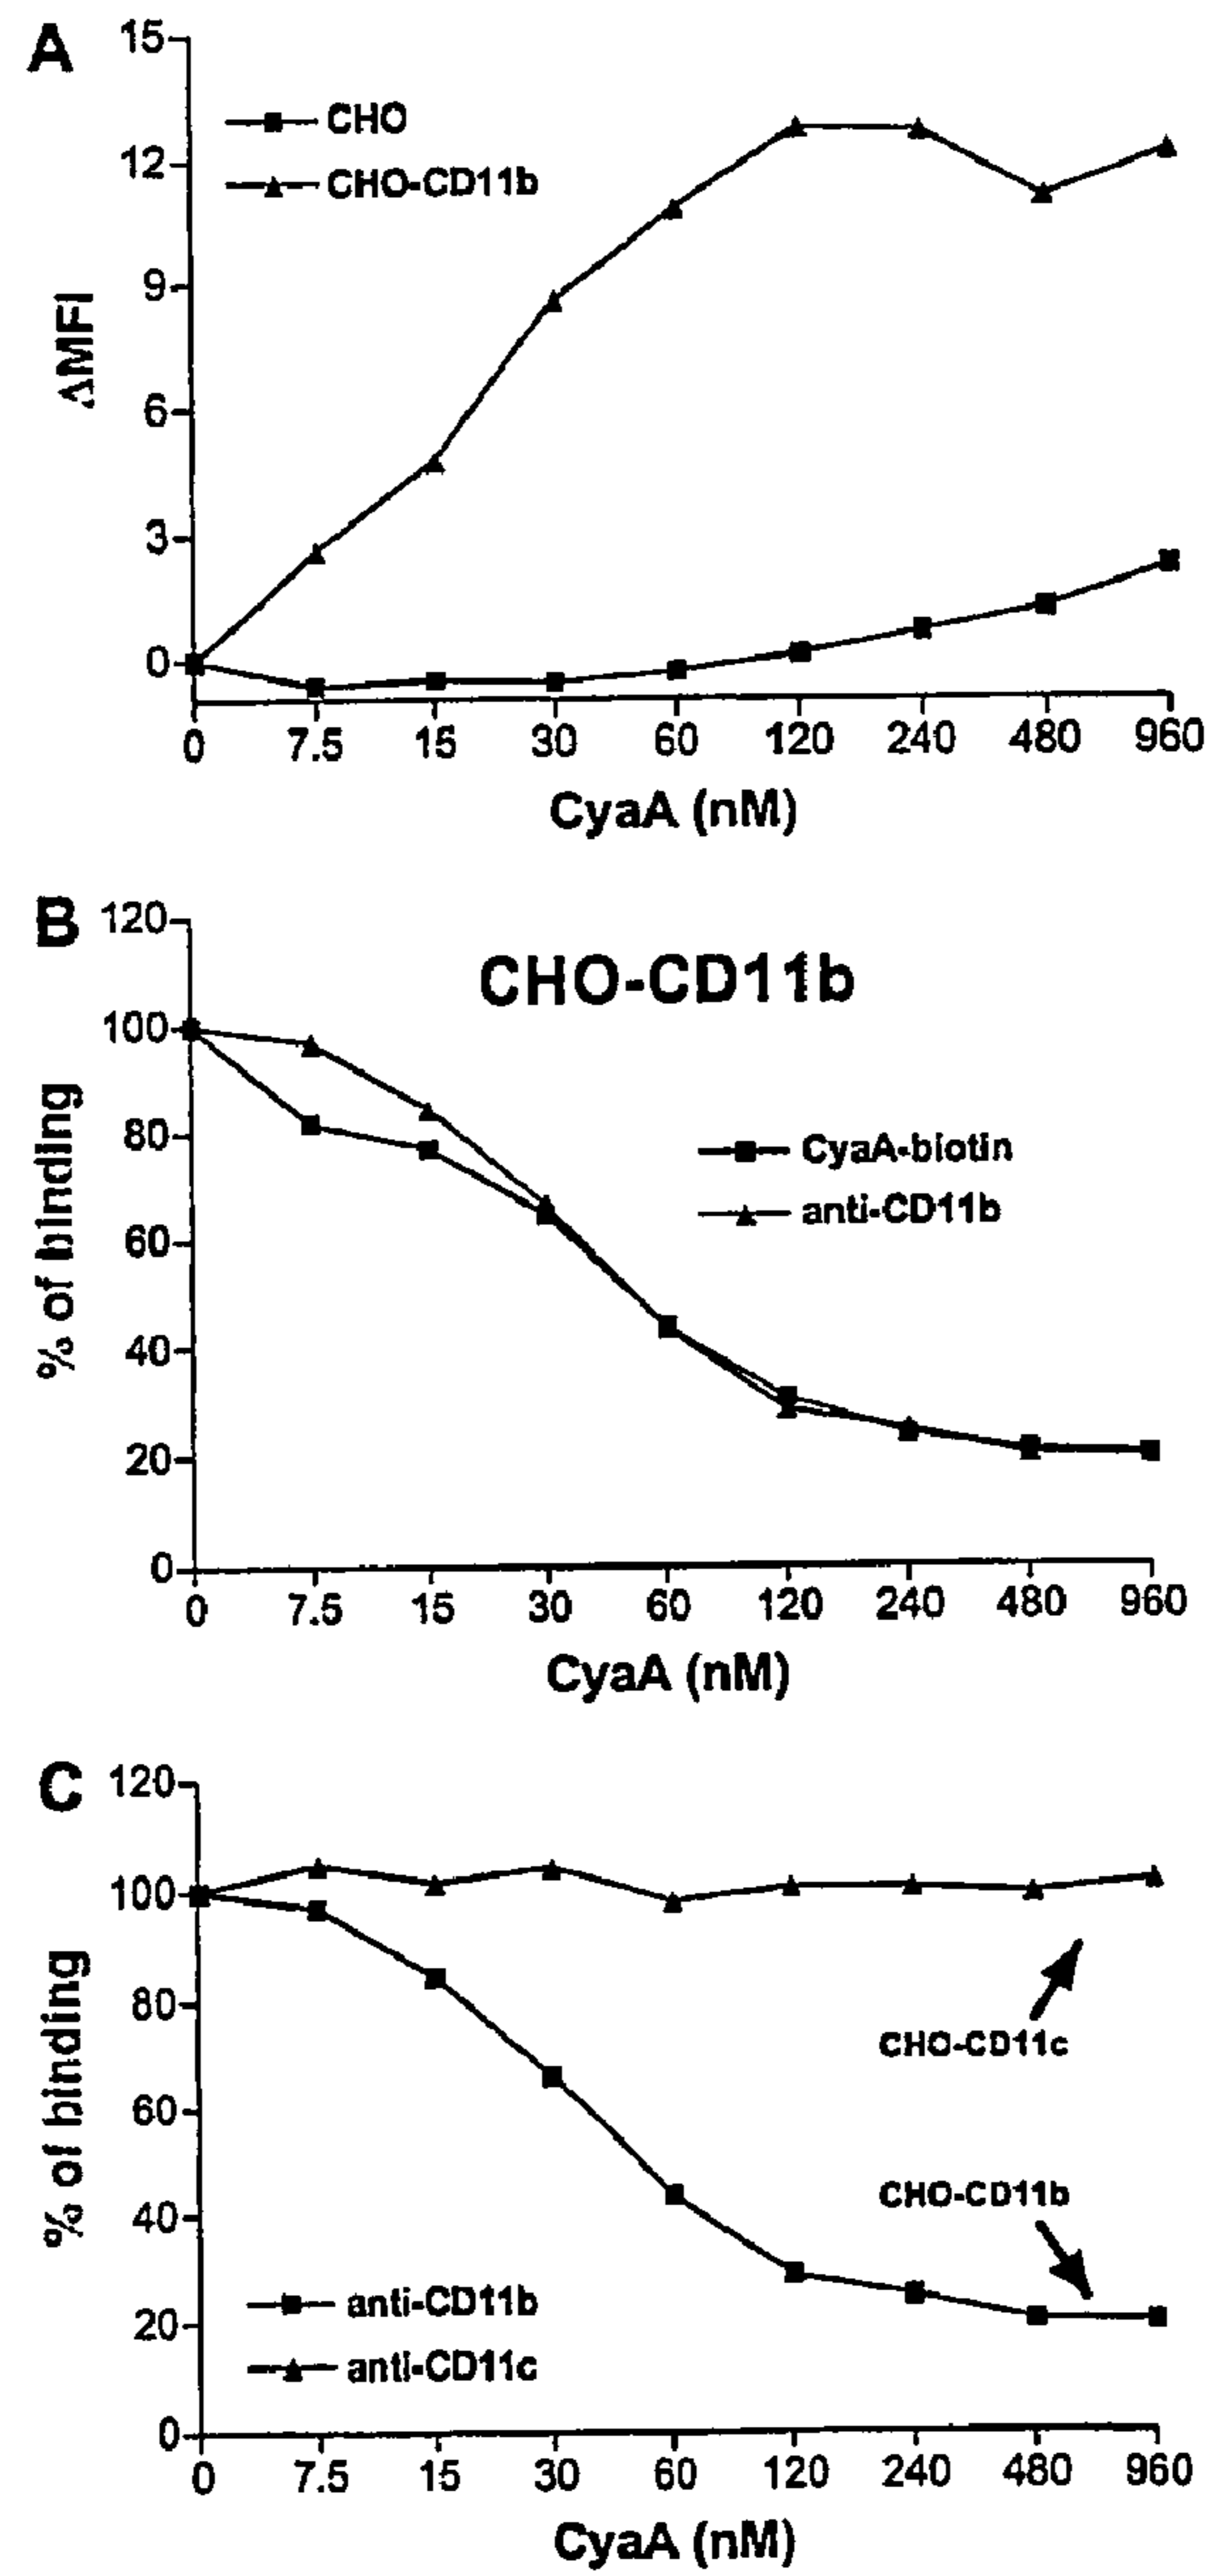 A
15
12
9
6
3
0
ΔMFI
CHO
CHO-CD11b
0 7.5 15 30 60 120 240 480 960
CyaA (nM)
B
120
100
80
60
40
20
0
% of binding
CHO-CD11b
CyaA-biotin
anti-CD11b
0 7.5 15 30 60 120 240 480 960
CyaA (nM)
C
120
100
80
60
40
20
0
% of binding
CHO-CD11c
CHO-CD11b
anti-CD11b
anti-CD11c
0 7.5 15 30 60 120 240 480 960
CyaA (nM)